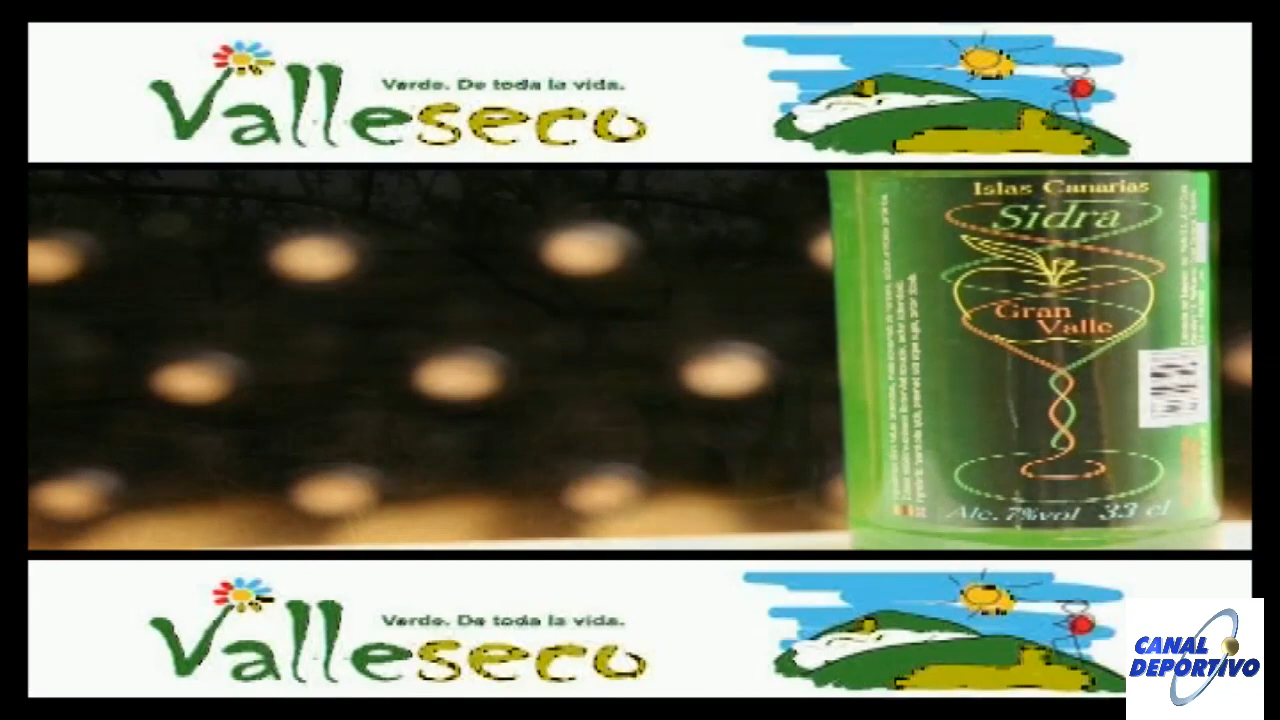 Verde. De toda la vida.
Valleseco
Islas Canarias
Sidra
Gran
Valle
Alc. 7%vol 33 cl
Verde. De toda la vida.
Valleseco
CANAL
DEPORTIVO